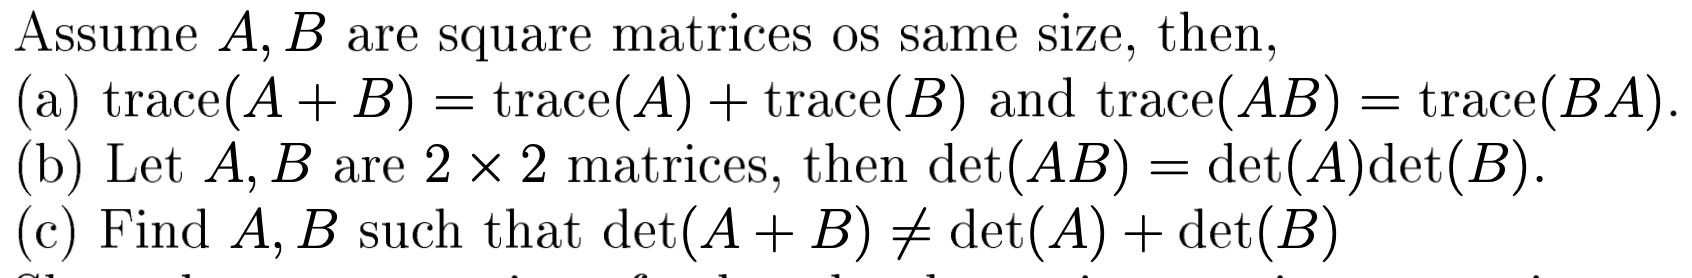 Assume A, B are square matrices os same size, then,
(a) trace(A + B) = trace(A) + trace(B) and trace(AB) = trace(BA).
(b) Let A, B are 2 × 2 matrices, then det(AB) = det(A)det(B).
(c) Find A, B such that det(A + B) ≠ det(A) + det(B)